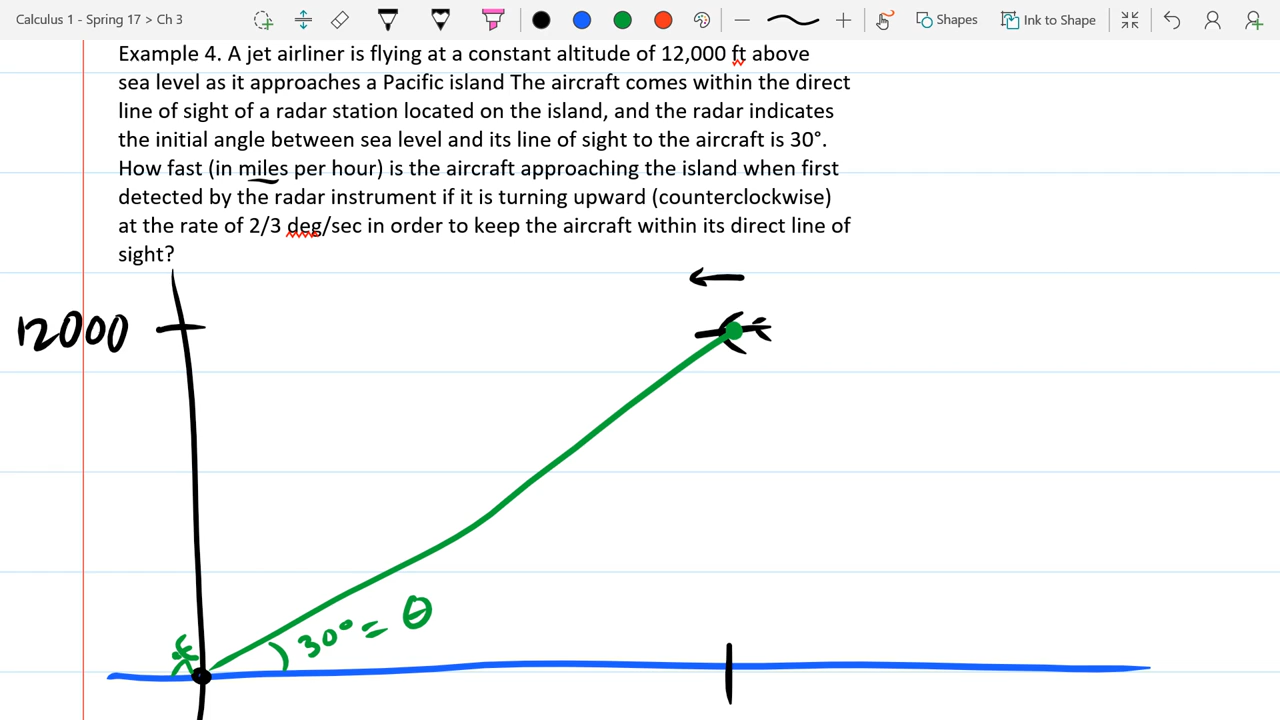 Calculus 1 - Spring 17 > Ch 3
Shapes
Ink to Shape
Example 4. A jet airliner is flying at a constant altitude of 12,000 ft above
sea level as it approaches a Pacific island The aircraft comes within the direct
line of sight of a radar station located on the island, and the radar indicates
the initial angle between sea level and its line of sight to the aircraft is 30°.
How fast (in miles per hour) is the aircraft approaching the island when first
detected by the radar instrument if it is turning upward (counterclockwise)
at the rate of 2/3 deg/sec in order to keep the aircraft within its direct line of
sight?
12000
30° = θ